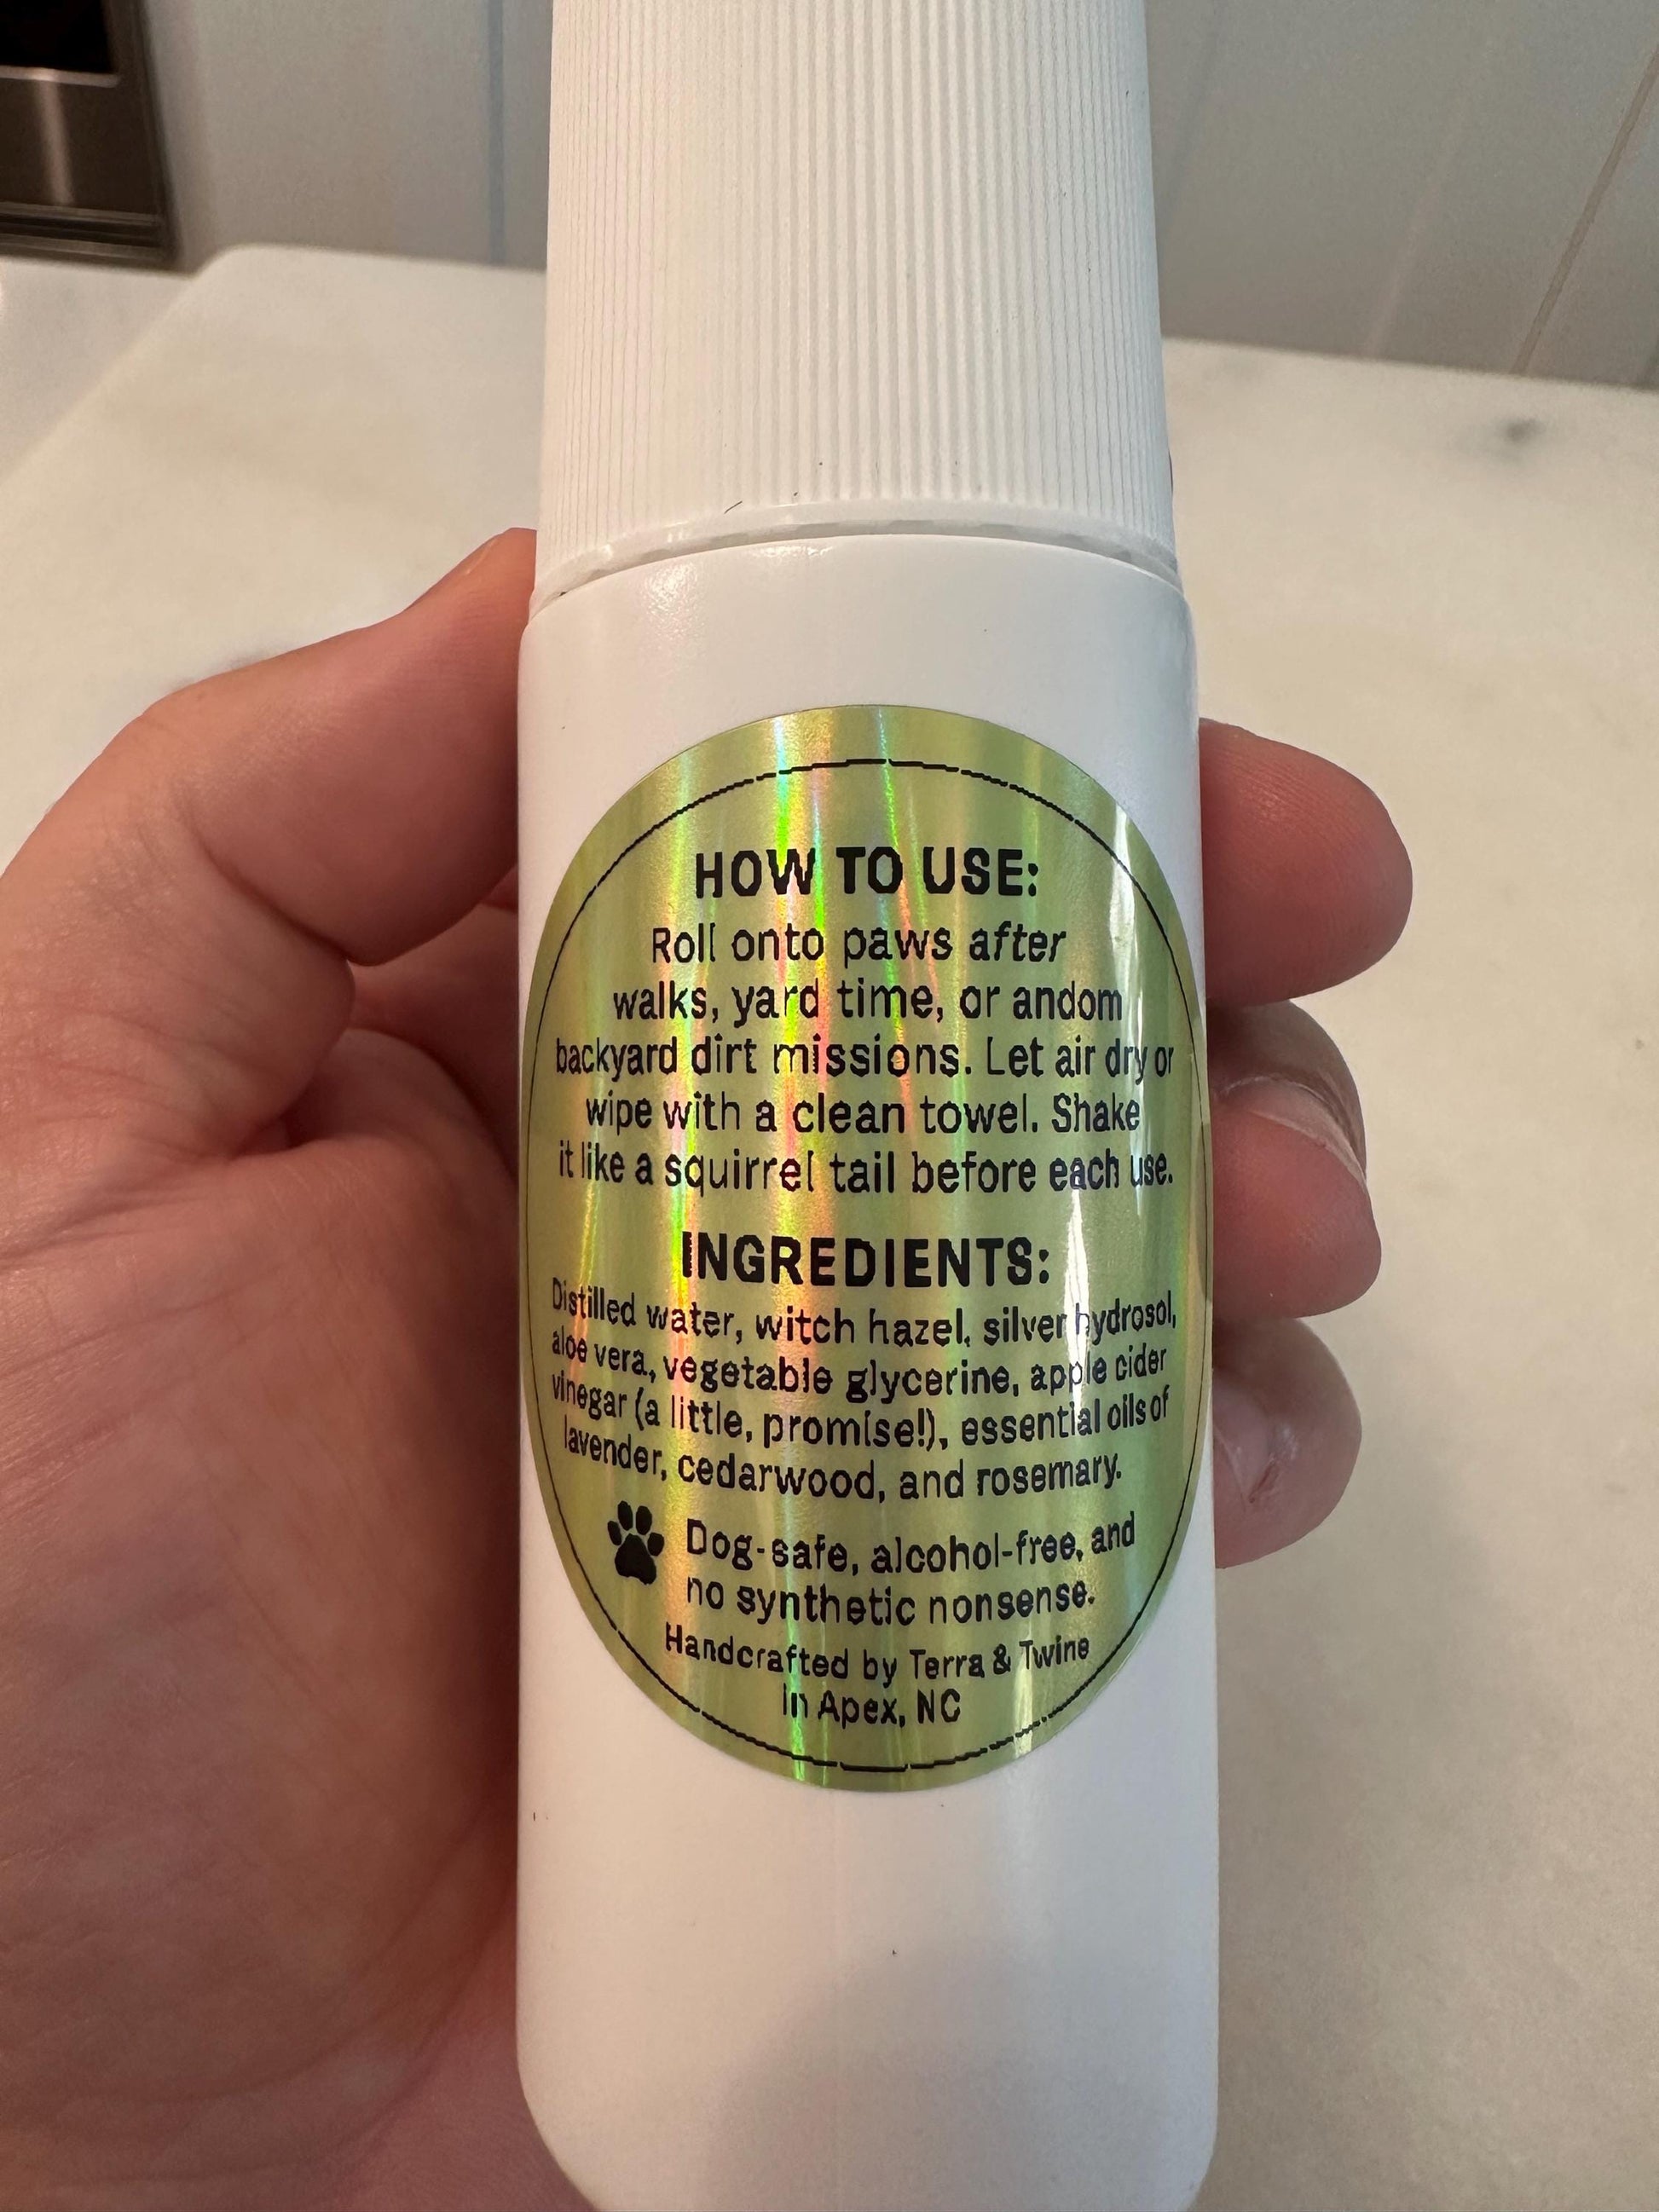 HOW TO USE:
Roll onto paws after
walks, yard time, or andom
backyard dirt missions. Let air dry or
wipe with a clean towel. Shake
it like a squirrel tail before each use.
INGREDIENTS:
Distilled water, witch hazel, silver hydrosol,
aloe vera, vegetable glycerine, apple cider
vinegar (a little, promise!), essential oils of
lavender, cedarwood, and rosemary.
Dog-safe, alcohol-free, and
no synthetic nonsense.
Handcrafted by Terra & Twine
in Apex, NC